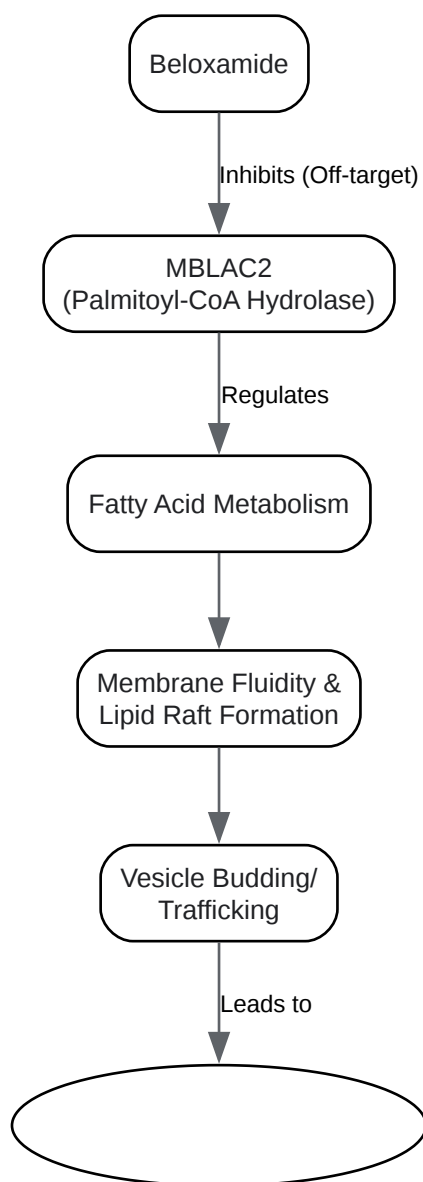 Beloxamide
Inhibits (Off-target)
MBLAC2
(Palmitoyl-CoA Hydrolase)
Regulates
Fatty Acid Metabolism
Membrane Fluidity &
Lipid Raft Formation
Vesicle Budding/
Trafficking
Leads to